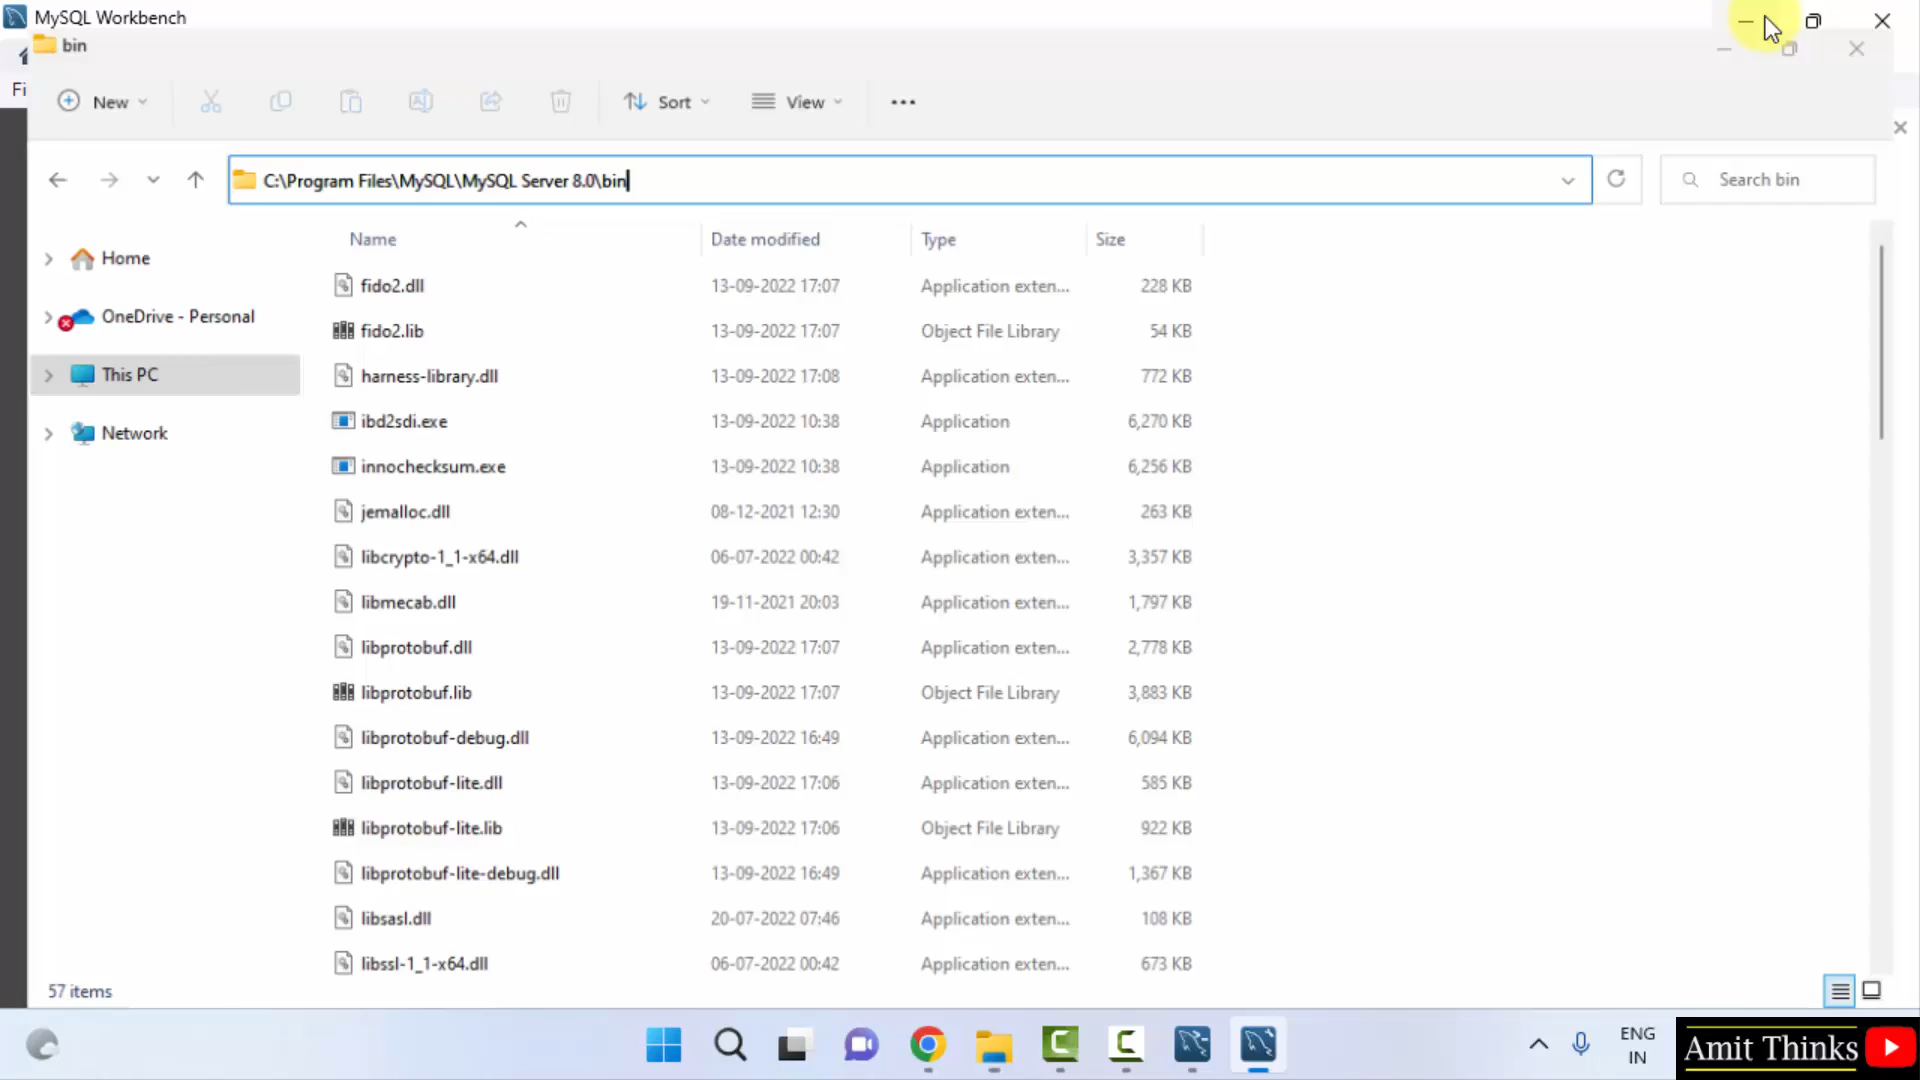 MySQL Workbench
bin
Fi
New
Sort
View
C:\Program Files\MySQL\MySQL Server 8.0\bin
Search bin
Name Date modified Type Size
Home
OneDrive - Personal
This PC
Network
fido2.dll 13-09-2022 17:07 Application exten... 228 KB
fido2.lib 13-09-2022 17:07 Object File Library 54 KB
harness-library.dll 13-09-2022 17:08 Application exten... 772 KB
ibd2sdi.exe 13-09-2022 10:38 Application 6,270 KB
innochecksum.exe 13-09-2022 10:38 Application 6,256 KB
jemalloc.dll 08-12-2021 12:30 Application exten... 263 KB
libcrypto-1_1-x64.dll 06-07-2022 00:42 Application exten... 3,357 KB
libmecab.dll 19-11-2021 20:03 Application exten... 1,797 KB
libprotobuf.dll 13-09-2022 17:07 Application exten... 2,778 KB
libprotobuf.lib 13-09-2022 17:07 Object File Library 3,883 KB
libprotobuf-debug.dll 13-09-2022 16:49 Application exten... 6,094 KB
libprotobuf-lite.dll 13-09-2022 17:06 Application exten... 585 KB
libprotobuf-lite.lib 13-09-2022 17:06 Object File Library 922 KB
libprotobuf-lite-debug.dll 13-09-2022 16:49 Application exten... 1,367 KB
libsasl.dll 20-07-2022 07:46 Application exten... 108 KB
libssl-1_1-x64.dll 06-07-2022 00:42 Application exten... 673 KB
57 items
ENG
IN
Amit Thinks